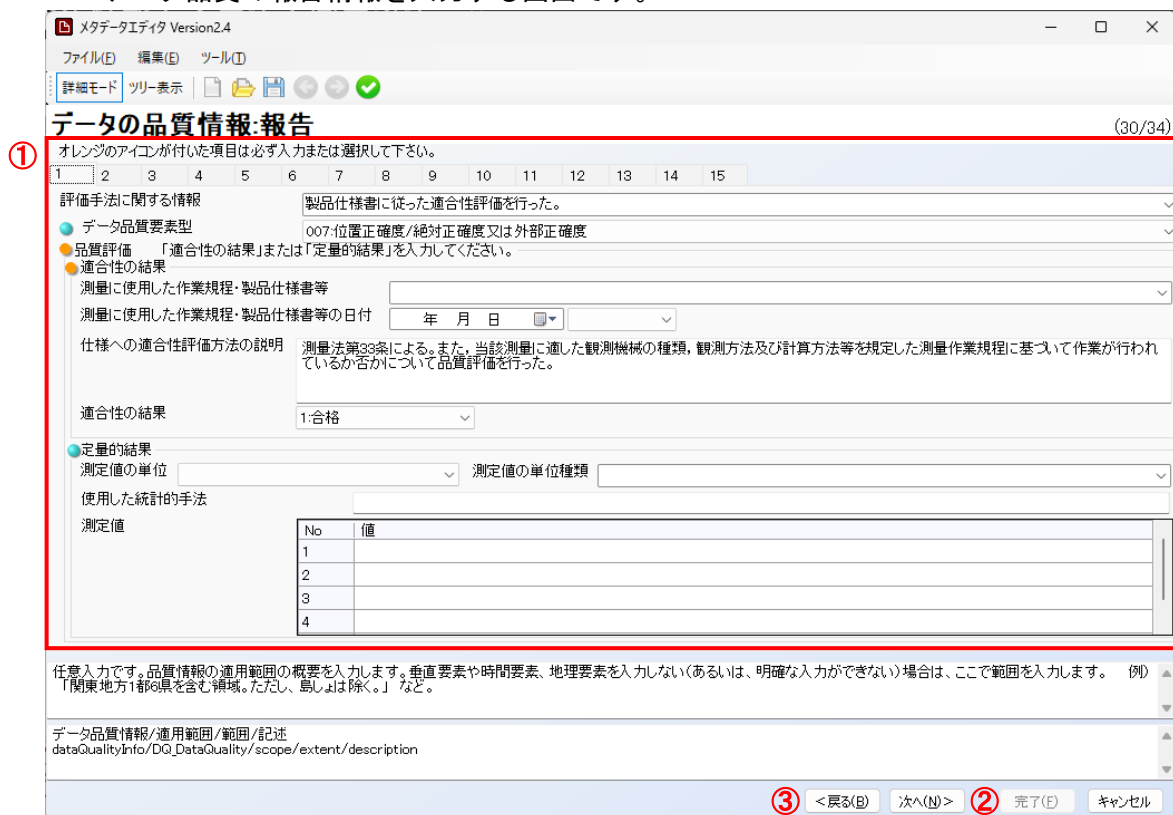 メタデータエディタ Version2.4
ファイル(F) 編集(E) ツール(T)
詳細モード ツリー表示
データの品質情報:報告 (30/34)
①
オレンジのアイコンが付いた項目は必ず入力または選択して下さい。
1 2 3 4 5 6 7 8 9 10 11 12 13 14 15
評価手法に関する情報 製品仕様書に従った適合性評価を行った。
データ品質要素型 007:位置正確度/絶対正確度又は外部正確度
品質評価 「適合性の結果」または「定量的結果」を入力してください。
適合性の結果
測量に使用した作業規程・製品仕様書等
測量に使用した作業規程・製品仕様書等の日付 年 月 日
仕様への適合性評価方法の説明 測量法第33条による。また，当該測量に適した観測機械の種類，観測方法及び計算方法等を規定した測量作業規程に基づいて作業が行われ
ているか否かについて品質評価を行った。
適合性の結果 1:合格
定量的結果
測定値の単位 測定値の単位種類
使用した統計的手法
測定値 No 値
1
2
3
4
任意入力です。品質情報の適用範囲の概要を入力します。垂直要素や時間要素、地理要素を入力しない(あるいは、明確な入力ができない)場合は、ここで範囲を入力します。 例)
「関東地方1都6県を含む領域。ただし、島しょは除く。」 など。
データ品質情報/適用範囲/範囲/記述
dataQualityInfo/DQ_DataQuality/scope/extent/description
③ <戻る(B) 次へ(N)> ② 完了(F) キャンセル